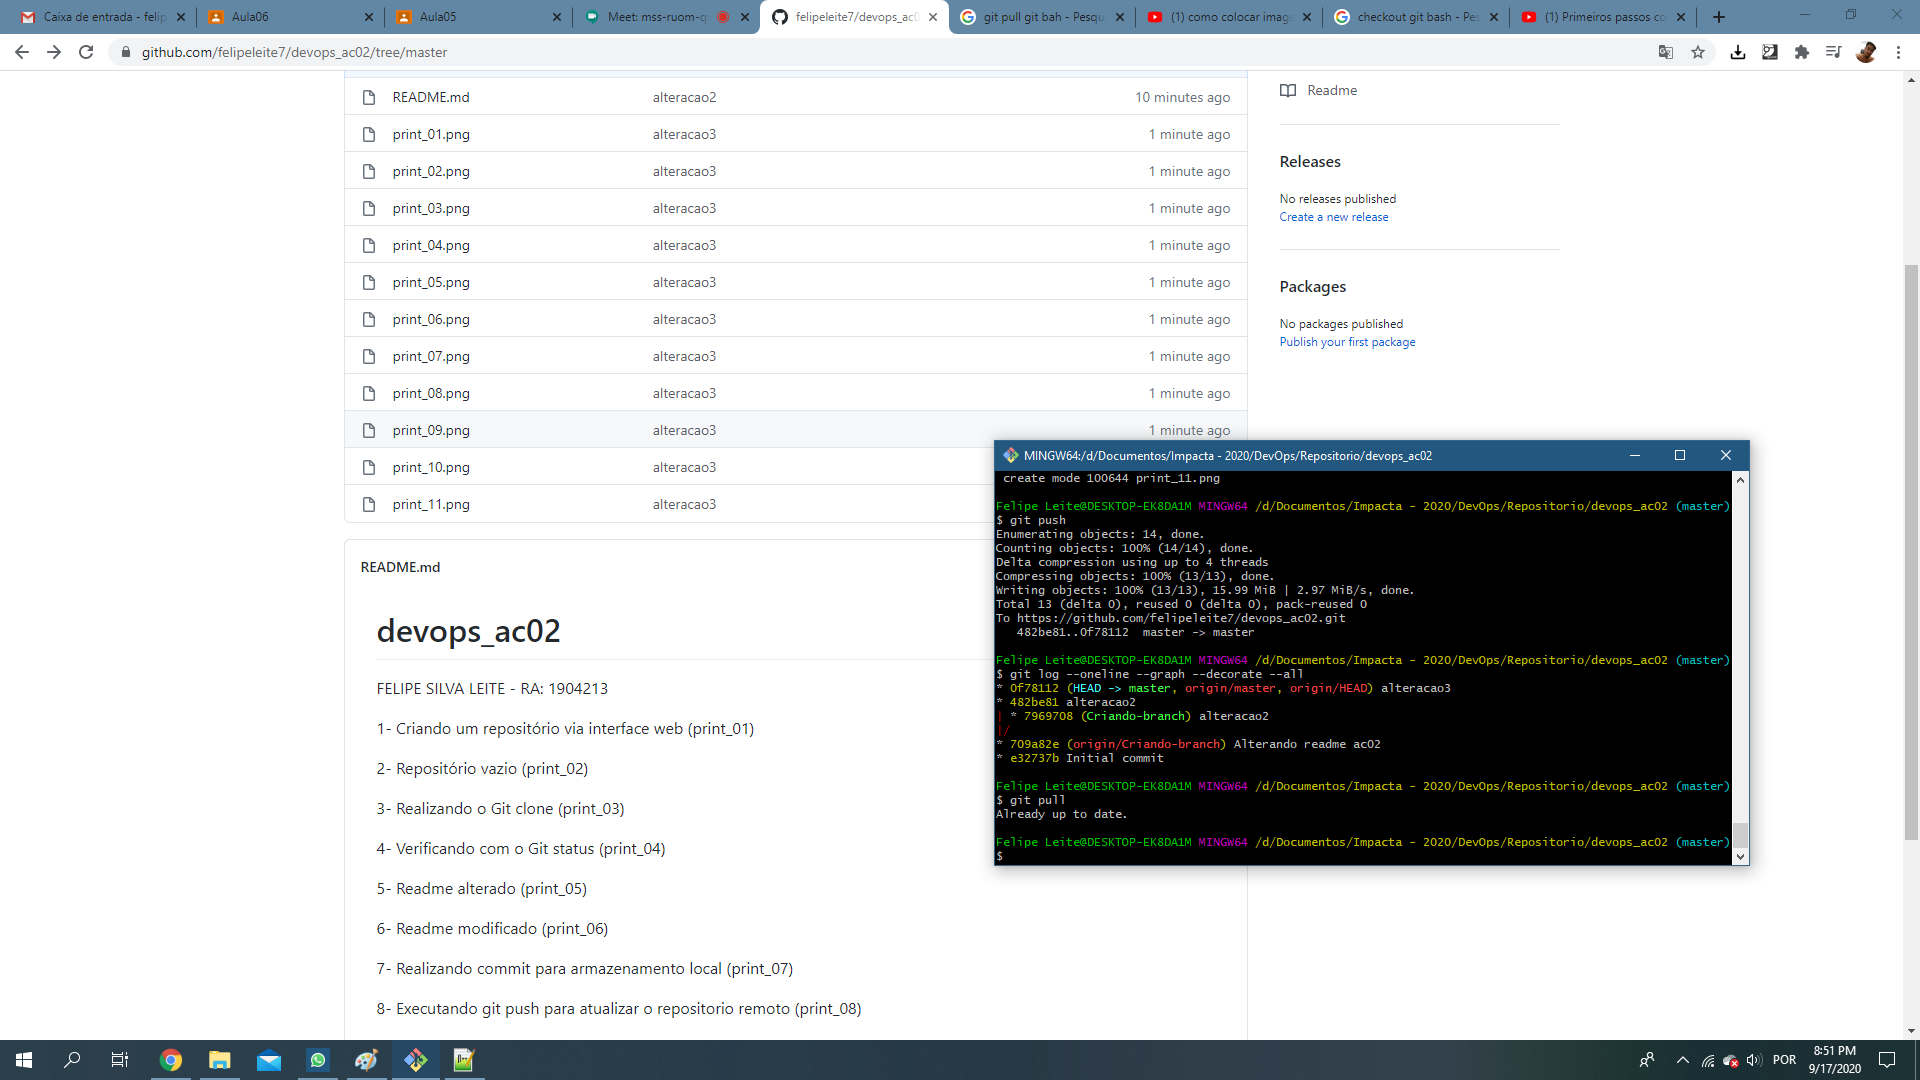 Caixa de entrada - felip
Aula06
Aula05
Meet: mss-ruom-q
felipeleite7/devops_ac0
git pull git bah - Pesqu
(1) como colocar imag
checkout git bash - Pes
(1) Primeiros passos co
github.com/felipeleite7/devops_ac02/tree/master
README.md alteracao2 10 minutes ago
print_01.png alteracao3 1 minute ago
print_02.png alteracao3 1 minute ago
print_03.png alteracao3 1 minute ago
print_04.png alteracao3 1 minute ago
print_05.png alteracao3 1 minute ago
print_06.png alteracao3 1 minute ago
print_07.png alteracao3 1 minute ago
print_08.png alteracao3 1 minute ago
print_09.png alteracao3 1 minute ago
print_10.png alteracao3
print_11.png alteracao3
Readme
Releases
No releases published
Create a new release
Packages
No packages published
Publish your first package
README.md
devops_ac02
FELIPE SILVA LEITE - RA: 1904213
1- Criando um repositório via interface web (print_01)
2- Repositório vazio (print_02)
3- Realizando o Git clone (print_03)
4- Verificando com o Git status (print_04)
5- Readme alterado (print_05)
6- Readme modificado (print_06)
7- Realizando commit para armazenamento local (print_07)
8- Executando git push para atualizar o repositorio remoto (print_08)
MINGW64:/d/Documentos/Impacta - 2020/DevOps/Repositorio/devops_ac02
create mode 100644 print_11.png
Felipe Leite@DESKTOP-EK8DA1M MINGW64 /d/Documentos/Impacta - 2020/DevOps/Repositorio/devops_ac02 (master)
$ git push
Enumerating objects: 14, done.
Counting objects: 100% (14/14), done.
Delta compression using up to 4 threads
Compressing objects: 100% (13/13), done.
Writing objects: 100% (13/13), 15.99 MiB | 2.97 MiB/s, done.
Total 13 (delta 0), reused 0 (delta 0), pack-reused 0
To https://github.com/felipeleite7/devops_ac02.git
482be81..0f78112 master -> master
Felipe Leite@DESKTOP-EK8DA1M MINGW64 /d/Documentos/Impacta - 2020/DevOps/Repositorio/devops_ac02 (master)
$ git log --oneline --graph --decorate --all
* 0f78112 (HEAD -> master, origin/master, origin/HEAD) alteracao3
* 482be81 alteracao2
| * 7969708 (Criando-branch) alteracao2
|/
* 709a82e (origin/Criando-branch) Alterando readme ac02
* e32737b Initial commit
Felipe Leite@DESKTOP-EK8DA1M MINGW64 /d/Documentos/Impacta - 2020/DevOps/Repositorio/devops_ac02 (master)
$ git pull
Already up to date.
Felipe Leite@DESKTOP-EK8DA1M MINGW64 /d/Documentos/Impacta - 2020/DevOps/Repositorio/devops_ac02 (master)
$
POR
8:51 PM
9/17/2020